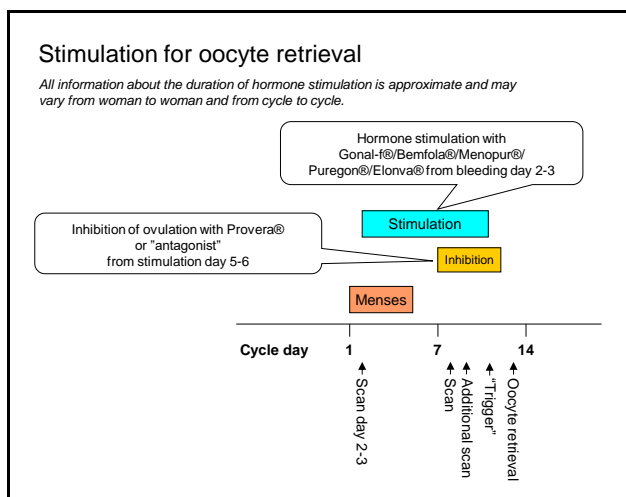 Stimulation for oocyte retrieval
All information about the duration of hormone stimulation is approximate and may
vary from woman to woman and from cycle to cycle.
Hormone stimulation with
Gonal-f®/Bemfola®/Menopur®/
Puregon®/Elonva® from bleeding day 2-3
Stimulation
Inhibition of ovulation with Provera®
or "antagonist"
from stimulation day 5-6
Inhibition
Menses
Cycle day 1 7 14
Scan day 2-3
Scan
Additional scan
"Trigger"
Oocyte retrieval